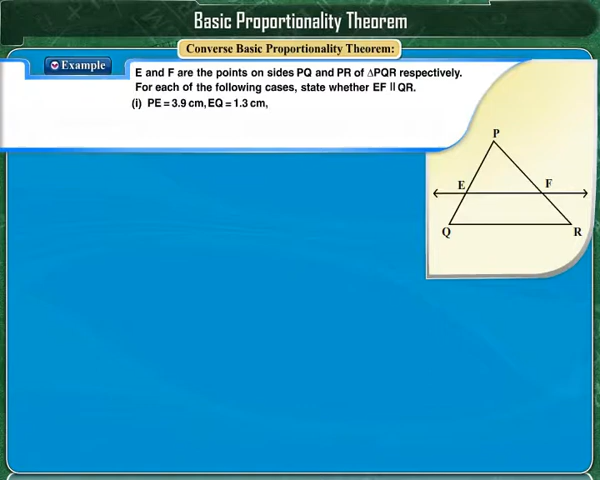 Basic Proportionality Theorem
Converse Basic Proportionality Theorem:
Example
E and F are the points on sides PQ and PR of ∆PQR respectively.
For each of the following cases, state whether EF || QR.
(i) PE = 3.9 cm, EQ = 1.3 cm,
P
E F
Q R